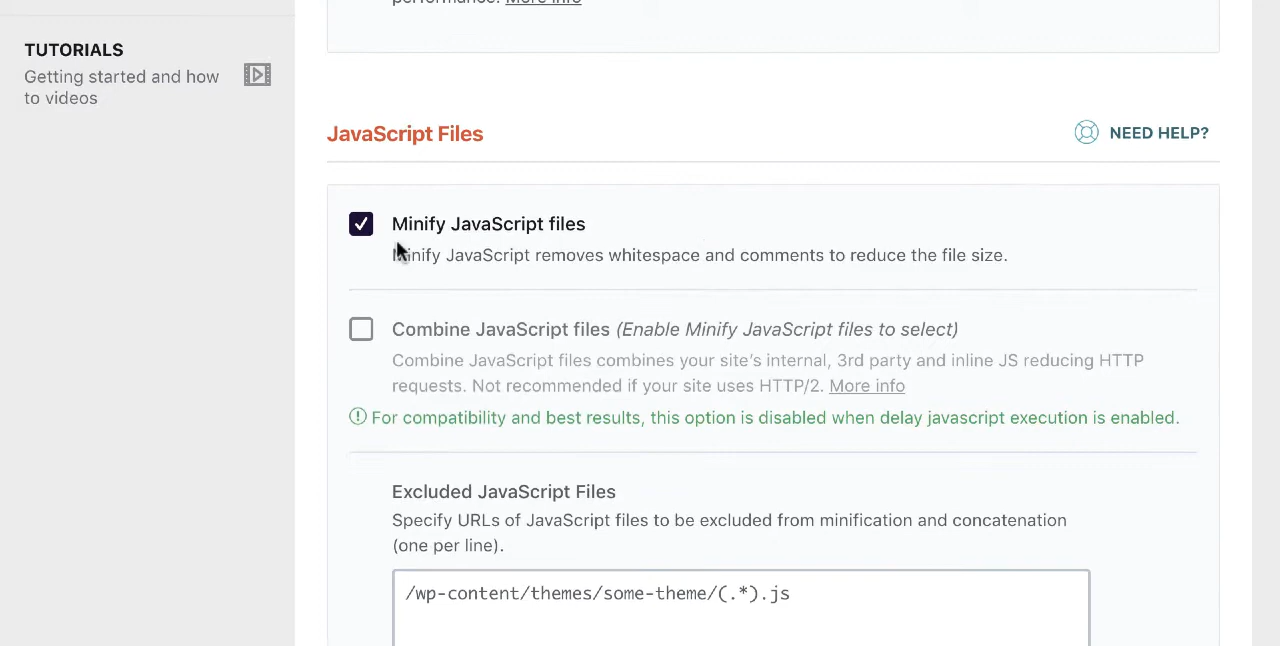 performance. More info
TUTORIALS
Getting started and how
to videos
JavaScript Files
NEED HELP?
Minify JavaScript files
Minify JavaScript removes whitespace and comments to reduce the file size.
Combine JavaScript files (Enable Minify JavaScript files to select)
Combine JavaScript files combines your site's internal, 3rd party and inline JS reducing HTTP
requests. Not recommended if your site uses HTTP/2. More info
For compatibility and best results, this option is disabled when delay javascript execution is enabled.
Excluded JavaScript Files
Specify URLs of JavaScript files to be excluded from minification and concatenation
(one per line).
/wp-content/themes/some-theme/(.*).js